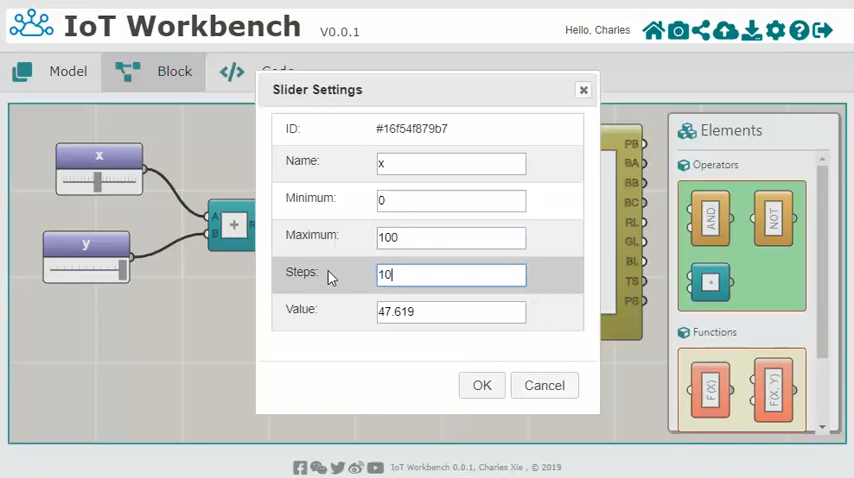 IoT Workbench V0.0.1
Hello, Charles
Model Block Code
Slider Settings
ID: #16f54f879b7
Name: x
Minimum: 0
Maximum: 100
Steps: 10
Value: 47.619
OK Cancel
x
y
A
B
+
PB
BA
BB
BC
RL
GL
BL
TS
PS
Elements
Operators
AND
NOT
+
Functions
F(X)
F(X, Y)
IoT Workbench 0.0.1, Charles Xie , © 2019